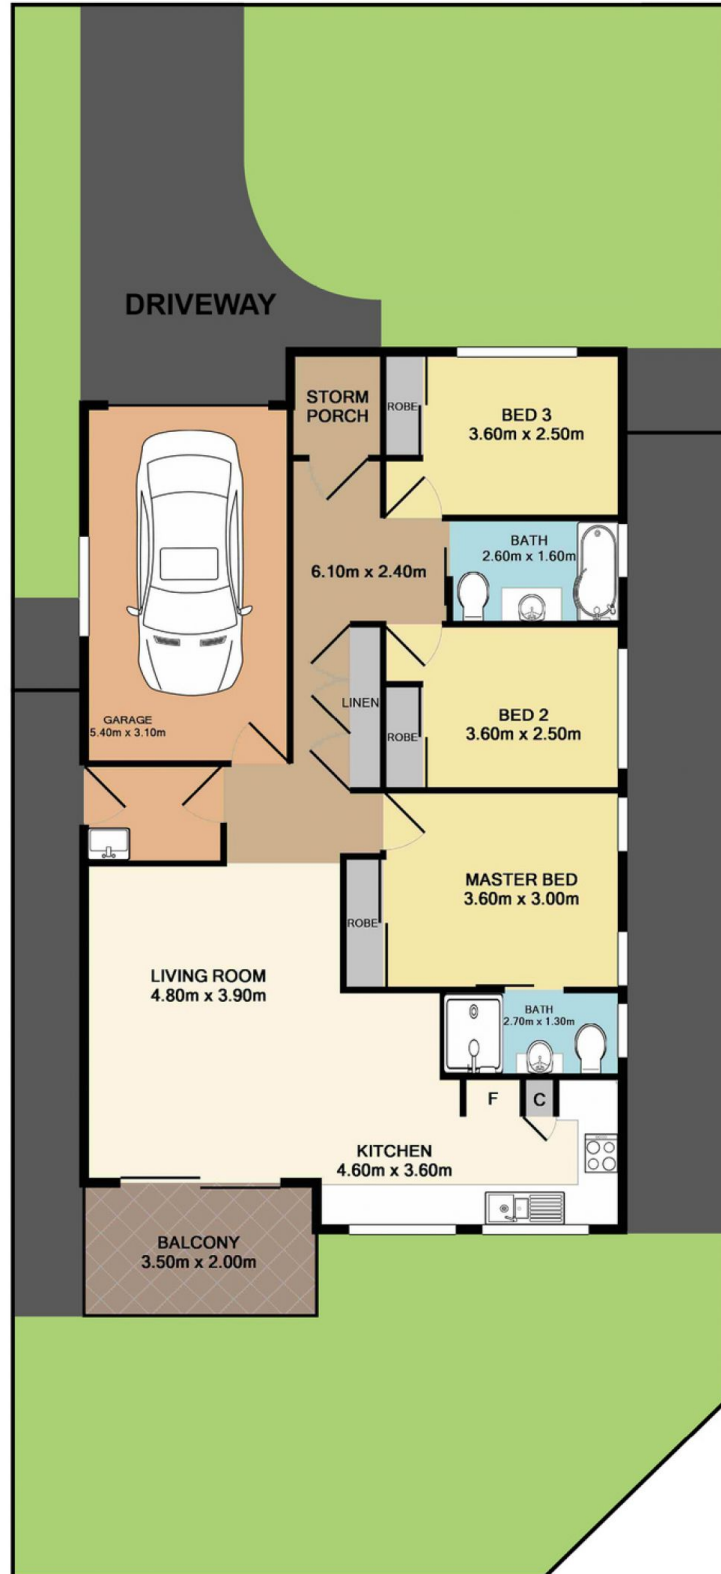 DRIVEWAY
STORM
PORCH
ROBE
BED 3
3.60m x 2.50m
BATH
2.60m x 1.60m
6.10m x 2.40m
GARAGE
5.40m x 3.10m
LINEN
ROBE
BED 2
3.60m x 2.50m
MASTER BED
3.60m x 3.00m
ROBE
LIVING ROOM
4.80m x 3.90m
BATH
2.70m x 1.30m
F
C
KITCHEN
4.60m x 3.60m
BALCONY
3.50m x 2.00m